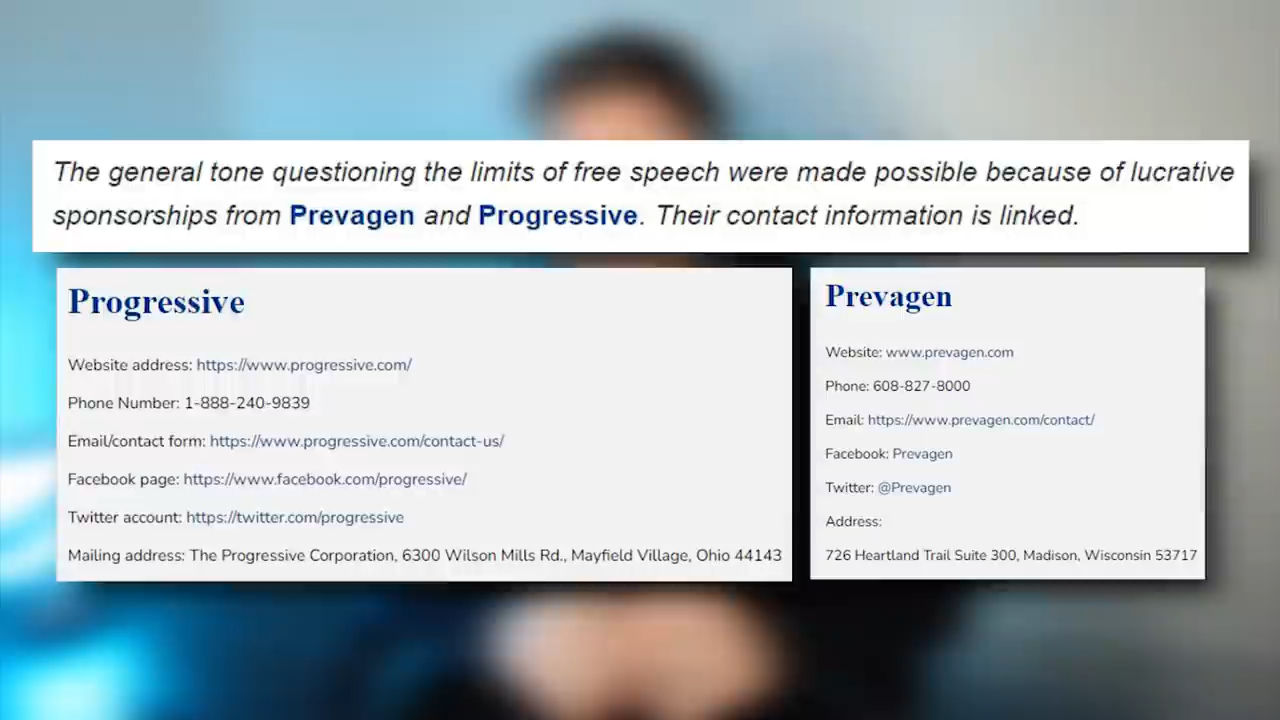 The general tone questioning the limits of free speech were made possible because of lucrative
sponsorships from Prevagen and Progressive. Their contact information is linked.
Progressive
Website address: https://www.progressive.com/
Phone Number: 1-888-240-9839
Email/contact form: https://www.progressive.com/contact-us/
Facebook page: https://www.facebook.com/progressive/
Twitter account: https://twitter.com/progressive
Mailing address: The Progressive Corporation, 6300 Wilson Mills Rd., Mayfield Village, Ohio 44143
Prevagen
Website: www.prevagen.com
Phone: 608-827-8000
Email: https://www.prevagen.com/contact/
Facebook: Prevagen
Twitter: @Prevagen
Address:
726 Heartland Trail Suite 300, Madison, Wisconsin 53717